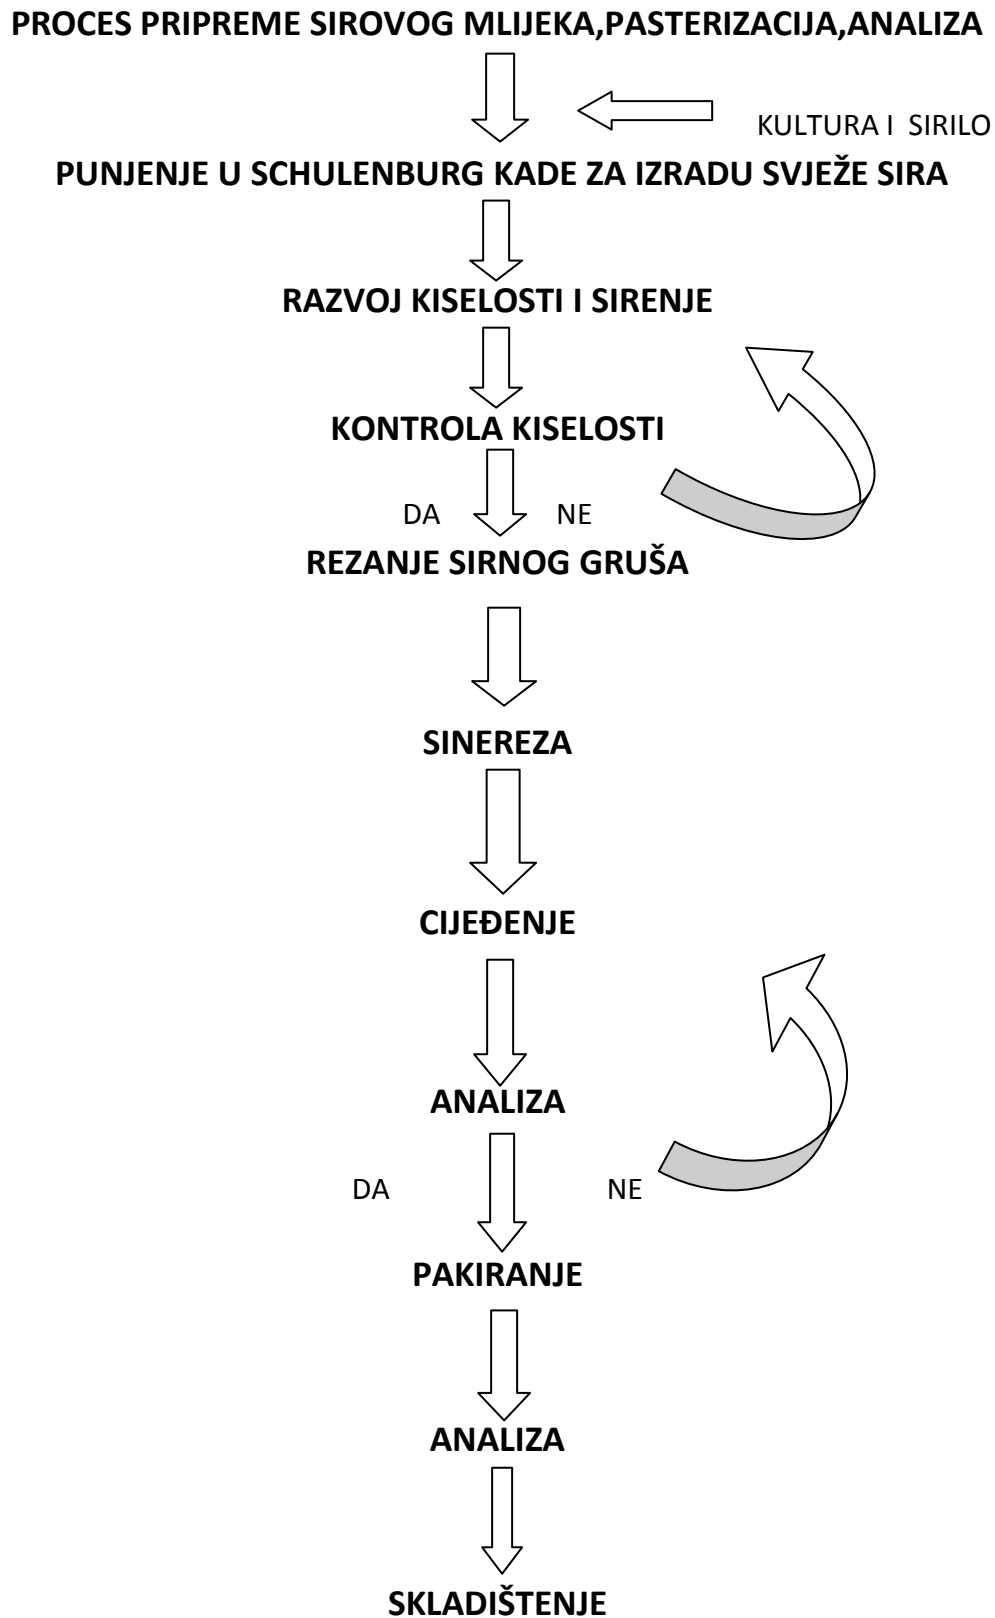 PROCES PRIPREME SIROVOG MLIJEKA,PASTERIZACIJA,ANALIZA
KULTURA I SIRILO
PUNJENJE U SCHULENBURG KADE ZA IZRADU SVJEŽE SIRA
RAZVOJ KISELOSTI I SIRENJE
KONTROLA KISELOSTI
DA NE
REZANJE SIRNOG GRUŠA
SINEREZA
CIJEĐENJE
ANALIZA
DA NE
PAKIRANJE
ANALIZA
SKLADIŠTENJE